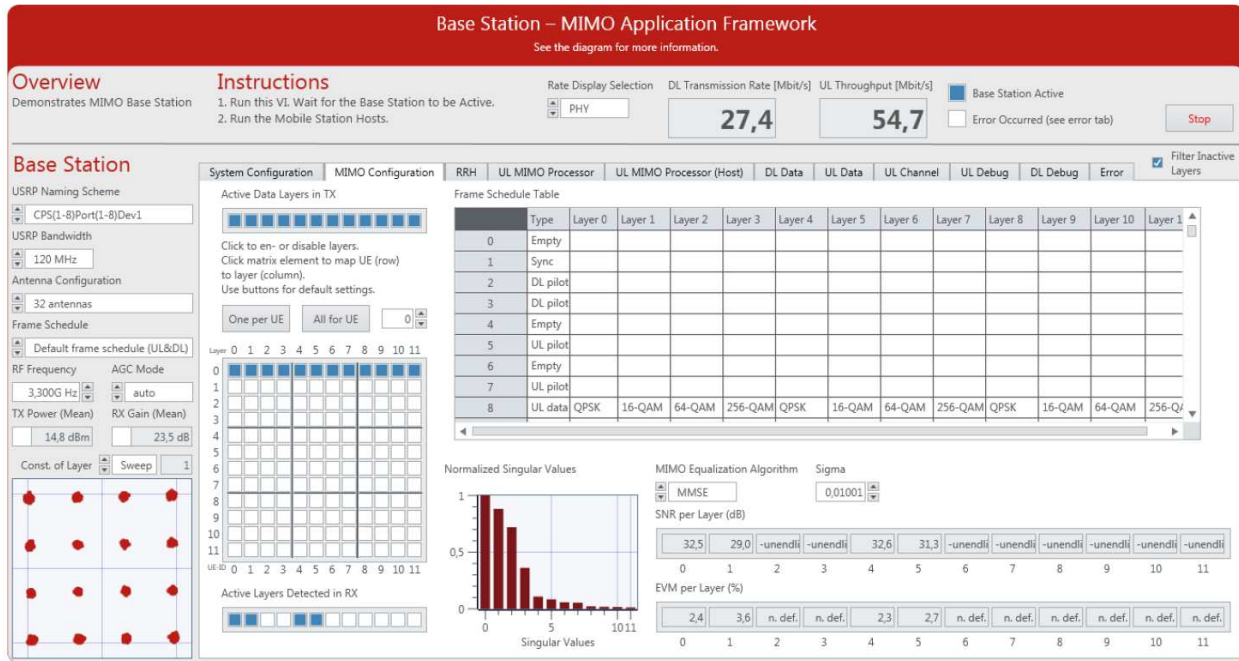 Base Station – MIMO Application Framework
See the diagram for more information.
Overview
Demonstrates MIMO Base Station
Instructions
1. Run this VI. Wait for the Base Station to be Active.
2. Run the Mobile Station Hosts.
Rate Display Selection
PHY
DL Transmission Rate [Mbit/s]
27,4
UL Throughput [Mbit/s]
54,7
Base Station Active
Error Occurred (see error tab)
Stop
Base Station
USRP Naming Scheme
CPS(1-8)Port(1-8)Dev1
USRP Bandwidth
120 MHz
Antenna Configuration
32 antennas
Frame Schedule
Default frame schedule (UL&DL)
RF Frequency AGC Mode
3,300G Hz auto
TX Power (Mean) RX Gain (Mean)
14,8 dBm 23,5 dB
Const. of Layer Sweep 1
System Configuration MIMO Configuration RRH UL MIMO Processor UL MIMO Processor (Host) DL Data UL Data UL Channel UL Debug DL Debug Error
Filter Inactive
Layers
Active Data Layers in TX
Click to en- or disable layers.
Click matrix element to map UE (row)
to layer (column).
Use buttons for default settings.
One per UE All for UE 0
Layer 0 1 2 3 4 5 6 7 8 9 10 11
0
1
2
3
4
5
6
7
8
9
10
11
UE-ID 0 1 2 3 4 5 6 7 8 9 10 11
Active Layers Detected in RX
Frame Schedule Table
Type Layer 0 Layer 1 Layer 2 Layer 3 Layer 4 Layer 5 Layer 6 Layer 7 Layer 8 Layer 9 Layer 10 Layer 1
0 Empty
1 Sync
2 DL pilot
3 DL pilot
4 Empty
5 UL pilot
6 Empty
7 UL pilot
8 UL data QPSK 16-QAM 64-QAM 256-QAM QPSK 16-QAM 64-QAM 256-QAM QPSK 16-QAM 64-QAM 256-QA
Normalized Singular Values
1
0,5
0
0 5 10 11
Singular Values
MIMO Equalization Algorithm Sigma
MMSE 0,01001
SNR per Layer (dB)
32,5 29,0 -unendli -unendli 32,6 31,3 -unendli -unendli -unendli -unendli -unendli -unendli
0 1 2 3 4 5 6 7 8 9 10 11
EVM per Layer (%)
2,4 3,6 n. def. n. def. 2,3 2,7 n. def. n. def. n. def. n. def. n. def. n. def.
0 1 2 3 4 5 6 7 8 9 10 11